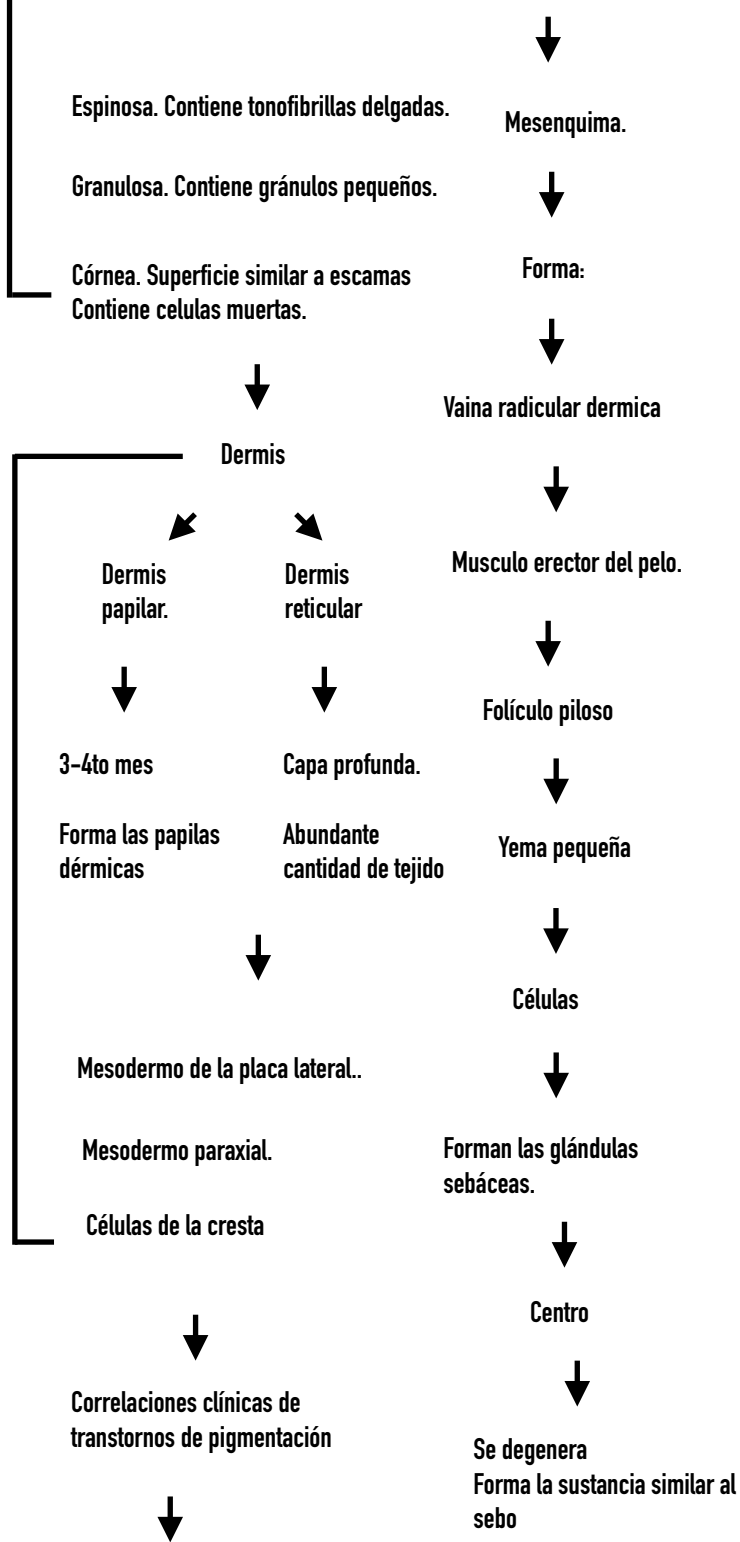 Espinosa. Contiene tonofibrillas delgadas.
Granulosa. Contiene gránulos pequeños.
Córnea. Superficie similar a escamas
Contiene celulas muertas.
Dermis
Dermis
papilar.
Dermis
reticular
3-4to mes
Forma las papilas
dérmicas
Capa profunda.
Abundante
cantidad de tejido
Mesodermo de la placa lateral..
Mesodermo paraxial.
Células de la cresta
Correlaciones clínicas de
transtornos de pigmentación
Mesenquima.
Forma:
Vaina radicular dermica
Musculo erector del pelo.
Folículo piloso
Yema pequeña
Células
Forman las glándulas
sebáceas.
Centro
Se degenera
Forma la sustancia similar al
sebo